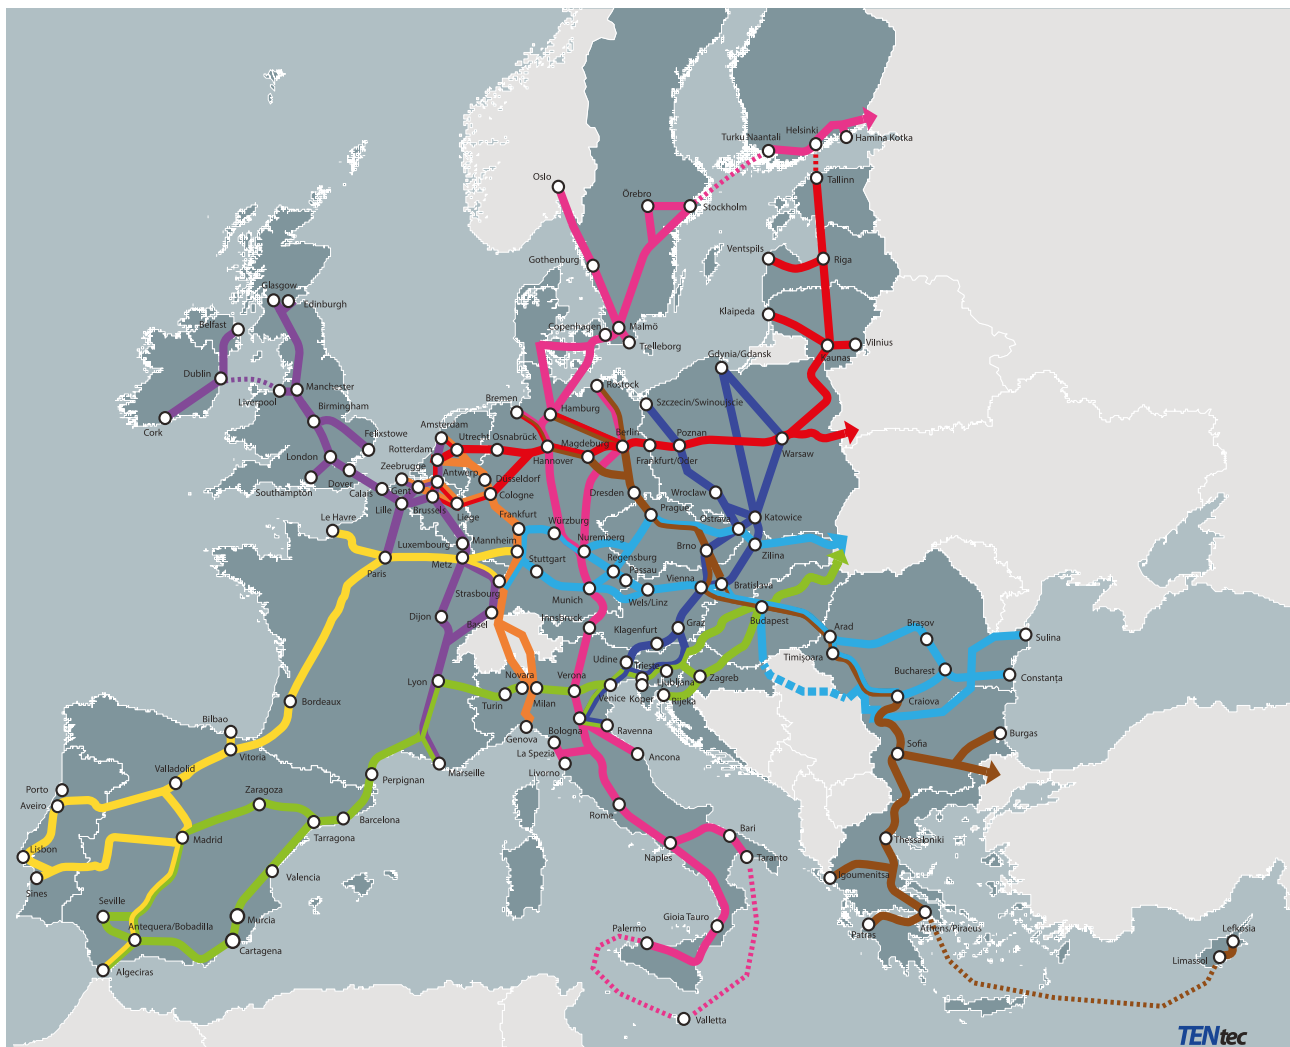 Helsinki
Turku Naantali
Hamina Kotka
Tallinn
Oslo
Örebro
Stockholm
Ventspils
Riga
Gothenburg
Glasgow
Edinburgh
Klaipeda
Belfast
Copenhagen
Malmö
Trelleborg
Vilnius
Kaunas
Gdynia/Gdansk
Dublin
Manchester
Liverpool
Rostock
Bremen
Szczecin/Swinoujscie
Birmingham
Hamburg
Cork
Amsterdam
Felixstowe
Utrecht
Osnabrück
Magdeburg
Berlin
Poznan
Rotterdam
London
Zeebrugge
Hannover
Frankfurt/Oder
Warsaw
Dover
Antwerp
Düsseldorf
Southampton
Calais
Gent
Cologne
Dresden
Wroclaw
Lille
Brussels
Liege
Prague
Le Havre
Frankfurt
Würzburg
Ostrava
Katowice
Luxembourg
Mannheim
Nuremberg
Brno
Zilina
Paris
Metz
Stuttgart
Regensburg
Passau
Vienna
Bratislava
Strasbourg
Munich
Wels/Linz
Dijon
Basel
Innsbruck
Klagenfurt
Graz
Budapest
Arad
Braşov
Sulina
Timişoara
Udine
Trieste
Lyon
Novara
Verona
Ljubljana
Zagreb
Bucharest
Constanţa
Turin
Milan
Venice
Koper
Rijeka
Craiova
Bordeaux
Bilbao
Genova
Bologna
Ravenna
Burgas
Vitoria
La Spezia
Ancona
Sofia
Marseille
Livorno
Valladolid
Perpignan
Porto
Aveiro
Zaragoza
Rome
Barcelona
Madrid
Tarragona
Bari
Thessaloniki
Lisbon
Naples
Taranto
Sines
Valencia
Igoumenitsa
Seville
Murcia
Gioia Tauro
Antequera/Bobadilla
Palermo
Patras
Athens/Piraeus
Lefkosia
Cartagena
Limassol
Algeciras
Valletta
TENtec